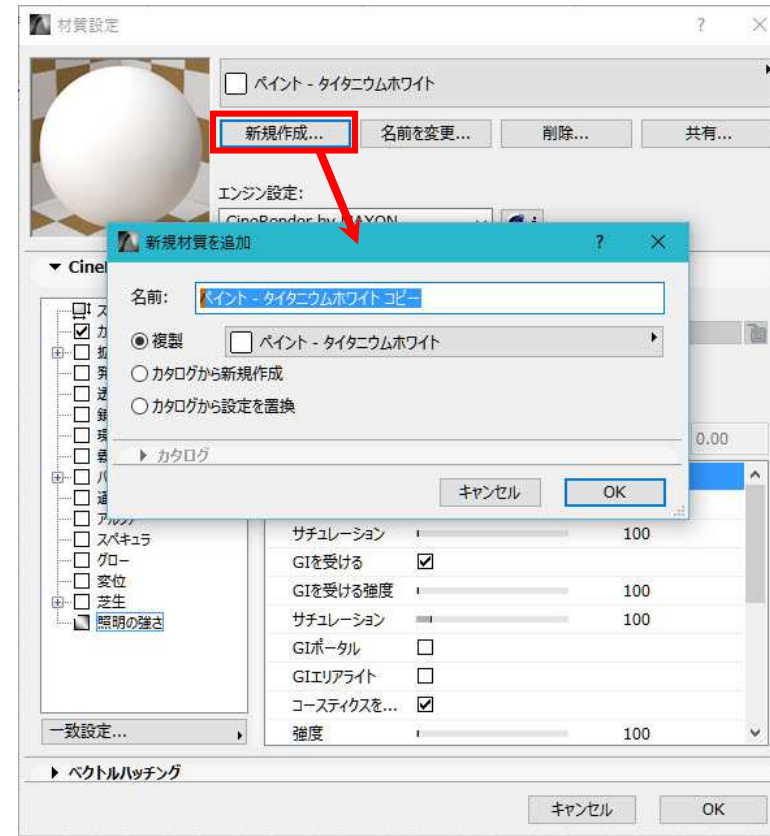 材質設定
ペイント - タイタニウムホワイト
新規作成...
名前を変更...
削除...
共有...
エンジン設定:
CineRender by MAXON
新規材質を追加
名前:
ペイント - タイタニウムホワイト コピー
複製
ペイント - タイタニウムホワイト
カタログから新規作成
カタログから設定を置換
カタログ
キャンセル
OK
0.00
スペキュラ
グロー
変位
芝生
照明の強さ
一致設定...
サチュレーション 100
GIを受ける
GIを受ける強度 100
サチュレーション 100
GIポータル
GIエリアライト
コースティクスを...
強度 100
ベクトルハッチング
キャンセル
OK